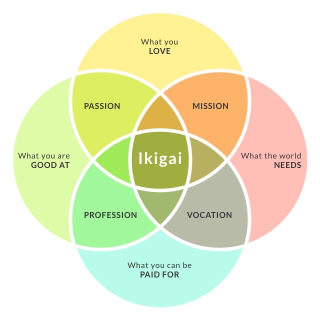 What you
LOVE
PASSION
MISSION
What you are
GOOD AT
Ikigai
What the world
NEEDS
PROFESSION
VOCATION
What you can be
PAID FOR